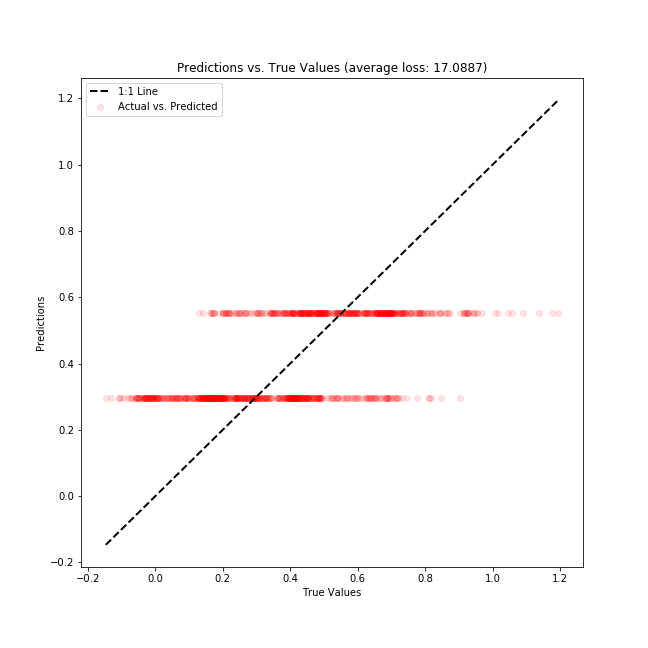 Predictions vs. True Values (average loss: 17.0887)
1:1 Line
Actual vs. Predicted
1.2
1.0
0.8
0.6
0.4
0.2
0.0
−0.2
Predictions
−0.2 0.0 0.2 0.4 0.6 0.8 1.0 1.2
True Values